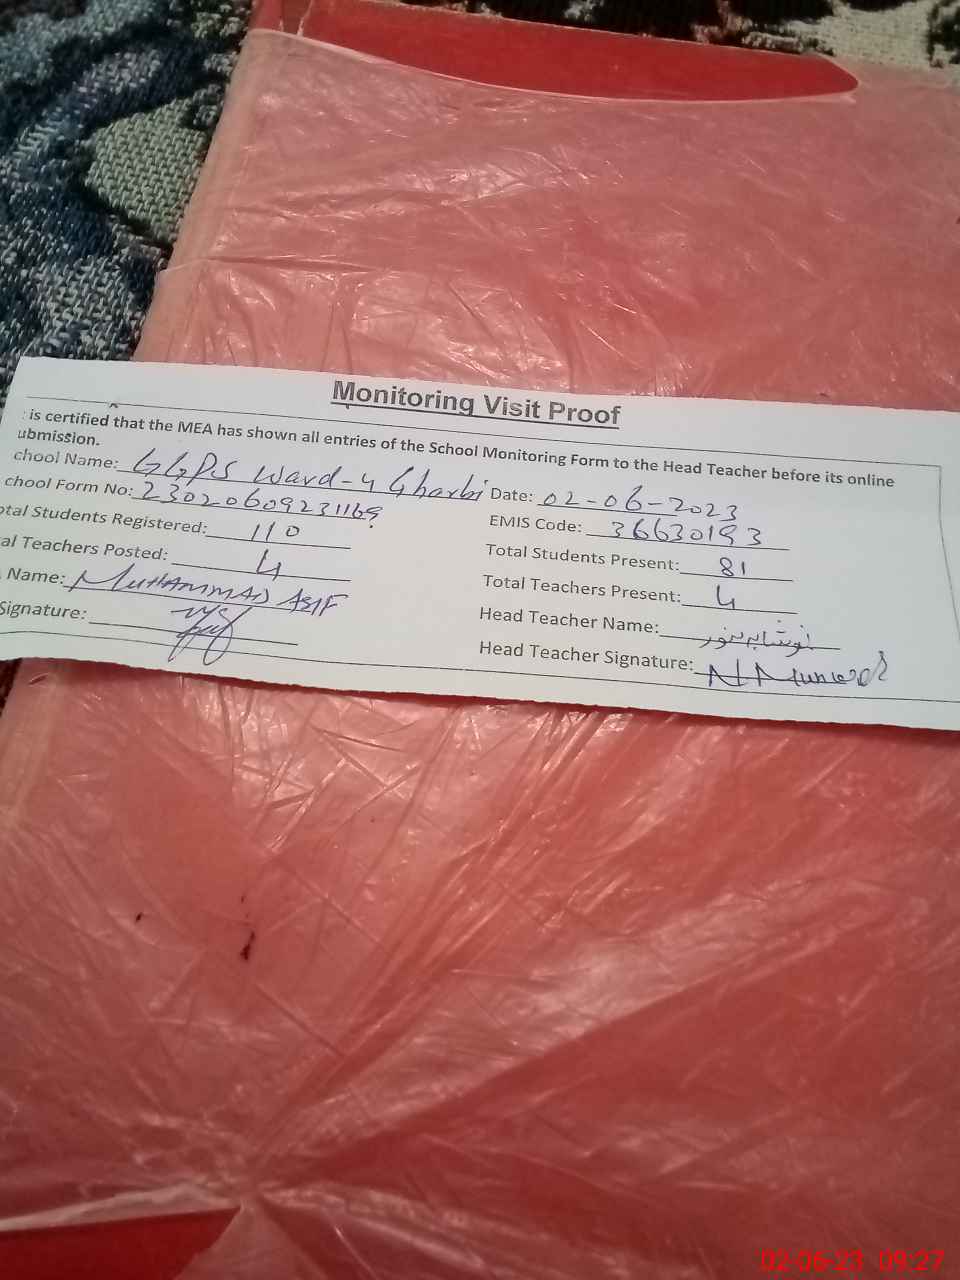 Monitoring Visit Proof
: is certified that the MEA has shown all entries of the School Monitoring Form to the Head Teacher before its online
ubmission.
chool Name: GGPS Ward-4 Gharbi Date: 02-06-2023
chool Form No: 23020609231169 EMIS Code: 36630193
otal Students Registered: 110 Total Students Present: 81
al Teachers Posted: 4 Total Teachers Present: 4
Name: MUHAMMAD ASIF Head Teacher Name:
Signature: Head Teacher Signature:
02-06-23 09:27